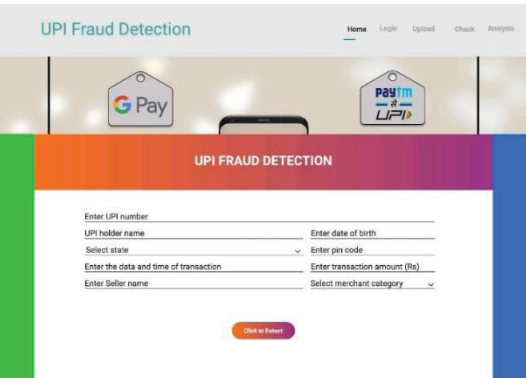 UPI Fraud Detection
Home Login Upload Check Analysis
G Pay
Paytm
UPI
UPI FRAUD DETECTION
Enter UPI number
UPI holder name Enter date of birth
Select state Enter pin code
Enter the data and time of transaction Enter transaction amount (Rs)
Enter Seller name Select merchant category
Click to Detect